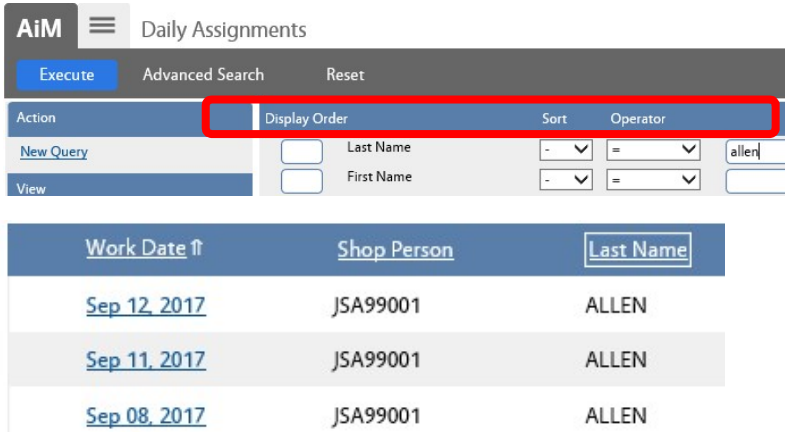 AiM Daily Assignments
Execute Advanced Search Reset
Action Display Order Sort Operator
New Query Last Name - = allen
View First Name - =
Work Date ⇑ Shop Person Last Name
Sep 12, 2017 JSA99001 ALLEN
Sep 11, 2017 JSA99001 ALLEN
Sep 08, 2017 JSA99001 ALLEN